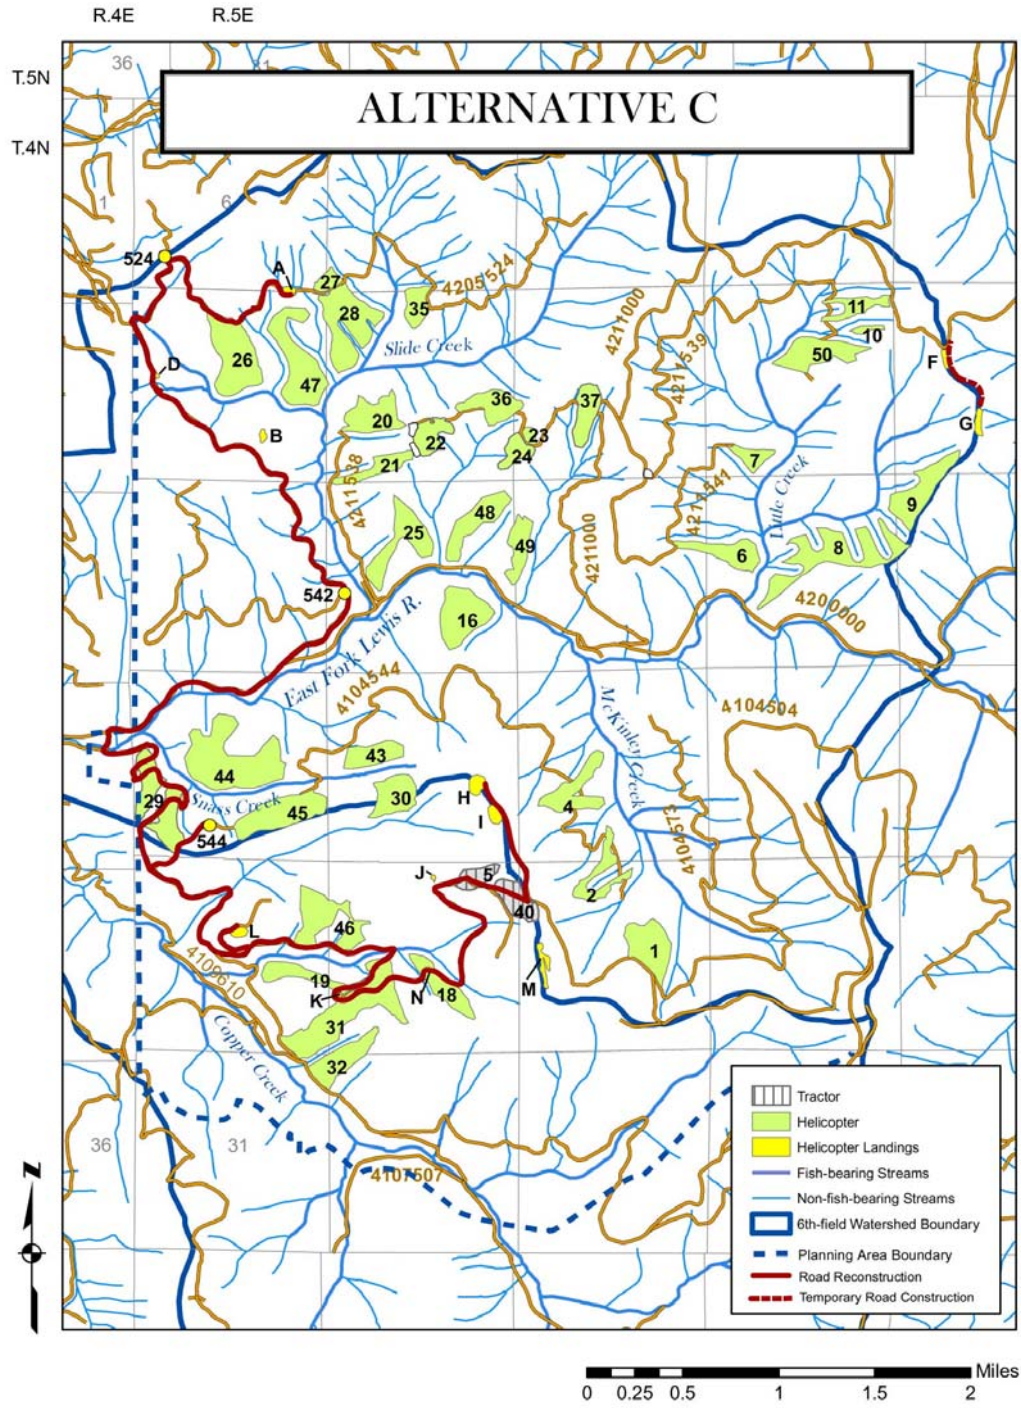 R.4E R.5E
T.5N
T.4N
36
ALTERNATIVE C
1
6
524
A
27
4205524
28
35
4211000
11
10
50
F
Slide Creek
4211539
26
D
47
20
36
37
G
B
22
23
24
21
7
4211538
4211541
Little Creek
9
48
25
49
4211000
6
8
542
16
4200000
East Fork Lewis R.
4104544
McKinley Creek
4104504
43
44
H
30
29
Snass Creek
45
I
4
544
4104573
J
5
2
40
46
L
1
4109610
19
K
N
18
M
31
Copper Creek
32
36
31
4107507
Tractor
Helicopter
Helicopter Landings
Fish-bearing Streams
Non-fish-bearing Streams
6th-field Watershed Boundary
Planning Area Boundary
Road Reconstruction
Temporary Road Construction
N
Miles
0 0.25 0.5 1 1.5 2